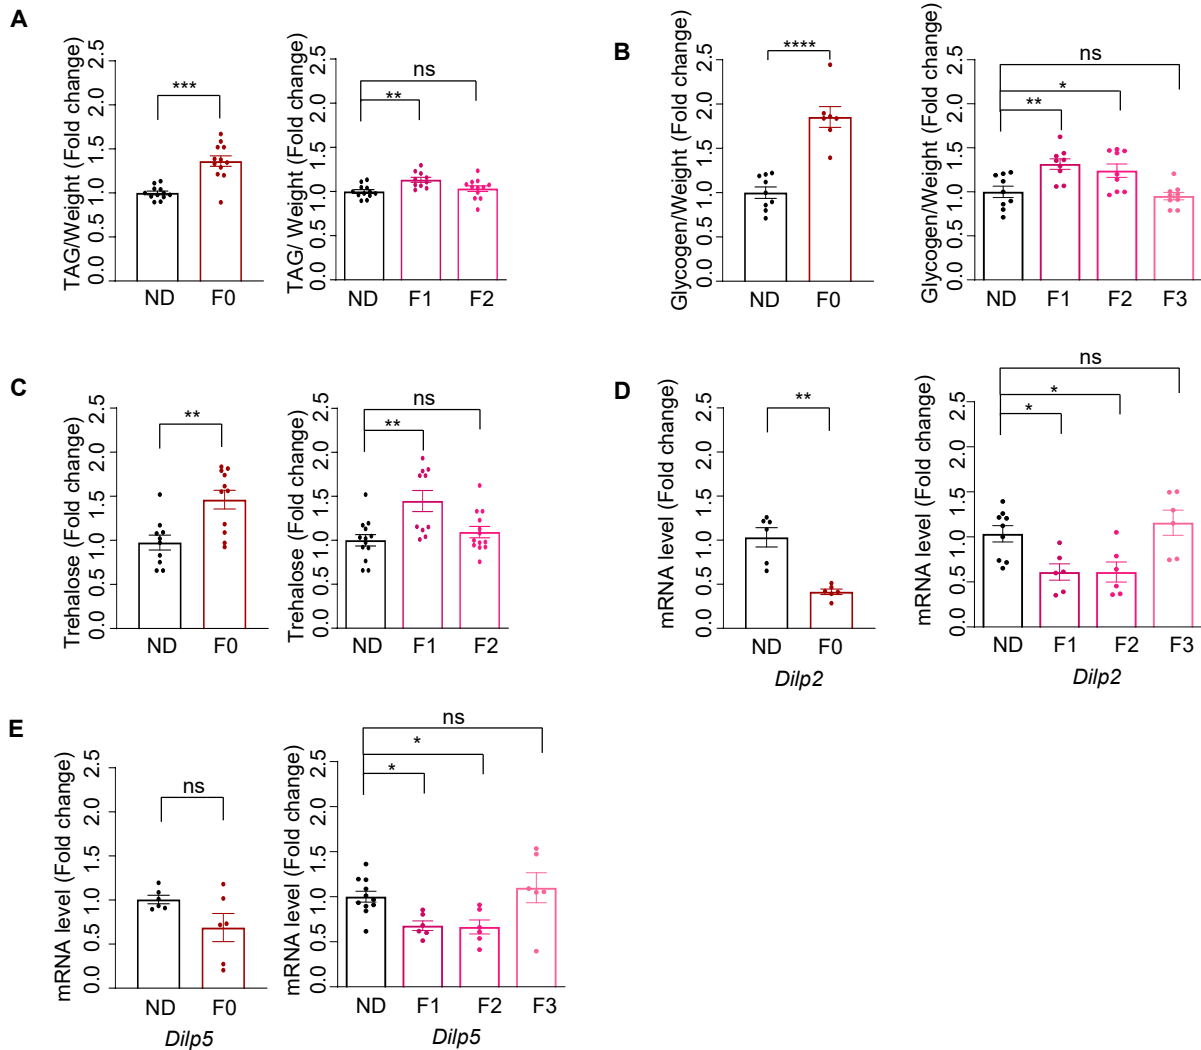 A
TAG/Weight (Fold change)
0.0 0.5 1.0 1.5 2.0 2.5
***
ND F0
TAG/ Weight (Fold change)
0.0 0.5 1.0 1.5 2.0 2.5
ns
**
ND F1 F2
B
Glycogen/Weight (Fold change)
0.0 0.5 1.0 1.5 2.0 2.5
****
ND F0
Glycogen/Weight (Fold change)
0.0 0.5 1.0 1.5 2.0 2.5
ns
*
**
ND F1 F2 F3
C
Trehalose (Fold change)
0.0 0.5 1.0 1.5 2.0 2.5
**
ND F0
Trehalose (Fold change)
0.0 0.5 1.0 1.5 2.0 2.5
ns
**
ND F1 F2
D
mRNA level (Fold change)
0.0 0.5 1.0 1.5 2.0 2.5
**
ND F0
Dilp2
mRNA level (Fold change)
0.0 0.5 1.0 1.5 2.0 2.5
ns
*
*
ND F1 F2 F3
Dilp2
E
mRNA level (Fold change)
0.0 0.5 1.0 1.5 2.0 2.5
ns
ND F0
Dilp5
mRNA level (Fold change)
0.0 0.5 1.0 1.5 2.0 2.5
ns
*
*
ND F1 F2 F3
Dilp5